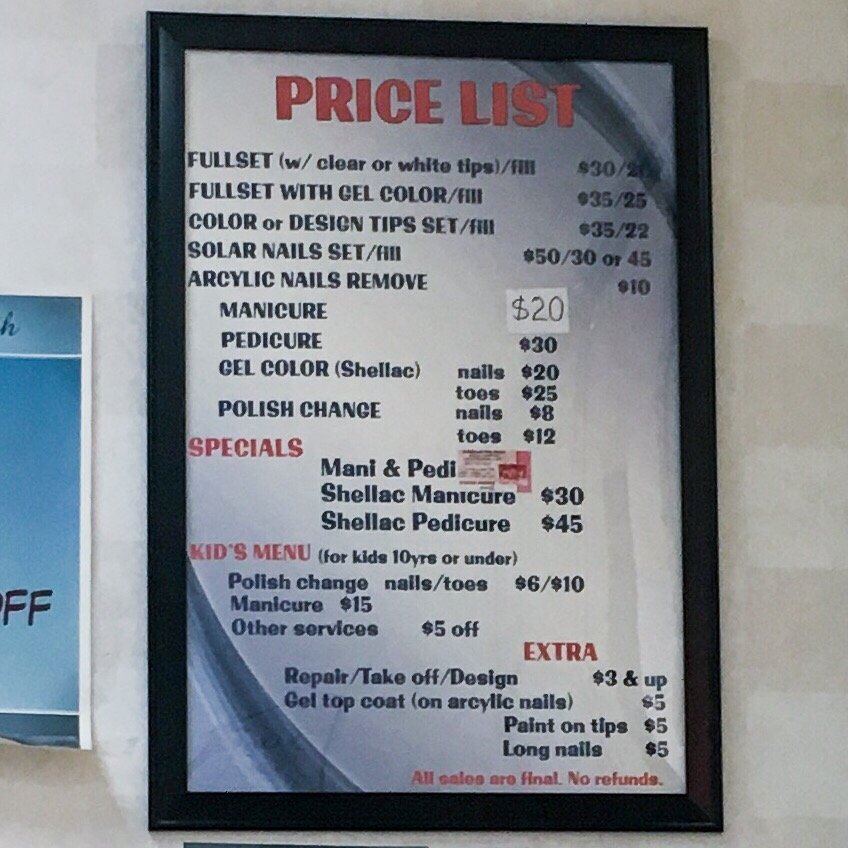 PRICE LIST
FULLSET (w/ clear or white tips)/fill $30/20
FULLSET WITH GEL COLOR/fill $35/25
COLOR or DESIGN TIPS SET/fill $35/22
SOLAR NAILS SET/fill $50/30 or 45
ARCYLIC NAILS REMOVE $10
MANICURE $20
PEDICURE $30
GEL COLOR (Shellac) nails $20
toes $25
POLISH CHANGE nails $8
toes $12
SPECIALS
Mani & Pedi
Shellac Manicure $30
Shellac Pedicure $45
KID'S MENU (for kids 10yrs or under)
Polish change nails/toes $6/$10
Manicure $15
Other services $5 off
EXTRA
Repair/Take off/Design $3 & up
Gel top coat (on arcylic nails) $5
Paint on tips $5
Long nails $5
All sales are final. No refunds.
h
OFF